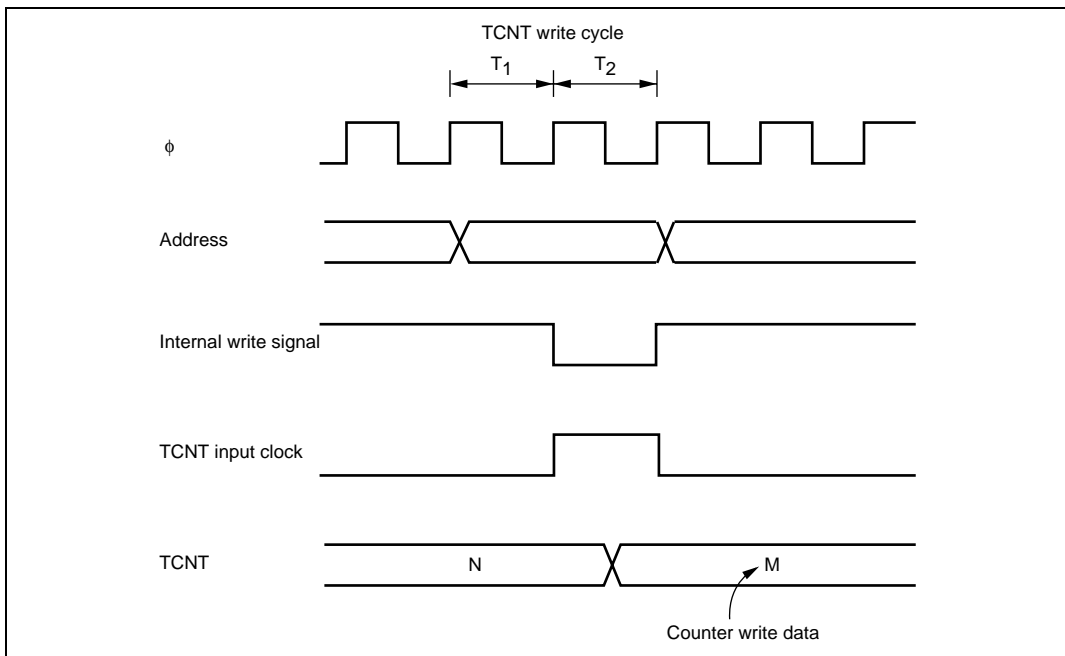 TCNT write cycle
T1 T2
ϕ
Address
Internal write signal
TCNT input clock
TCNT
N M
Counter write data